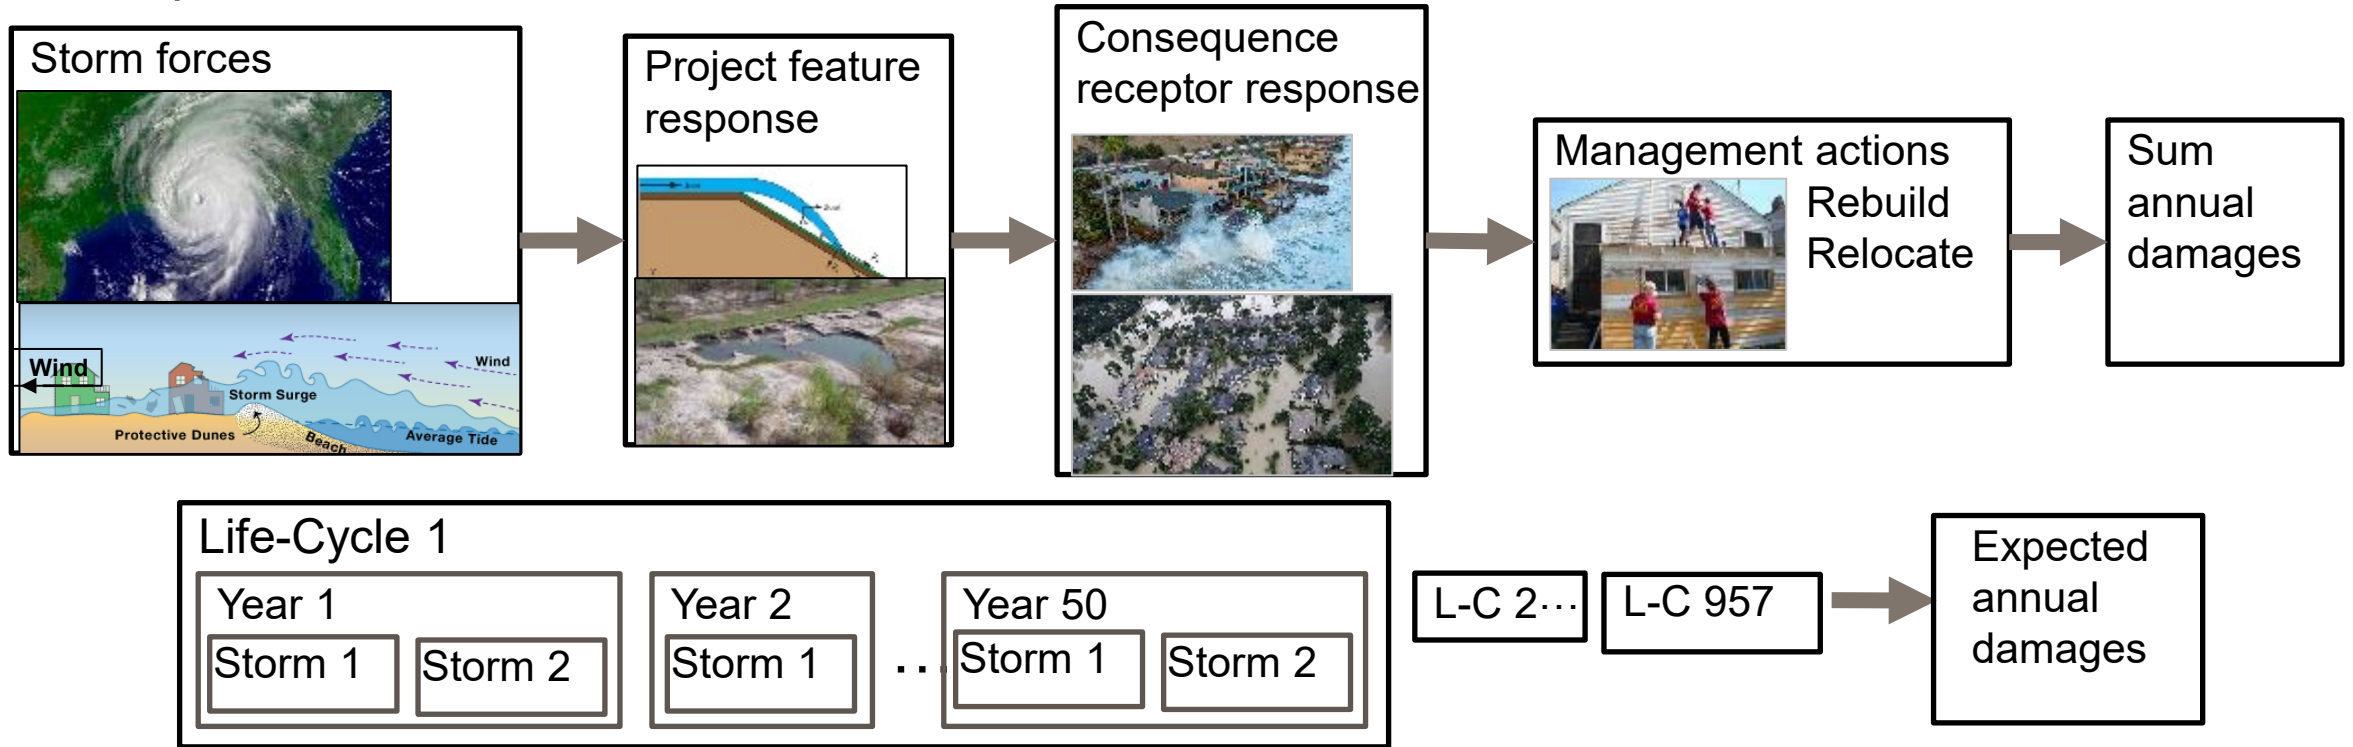 Storm forces
Wind
Wind
Storm Surge
Protective Dunes
Beach
Average Tide
Project feature
response
Consequence
receptor response
Management actions
Rebuild
Relocate
Sum
annual
damages
Life-Cycle 1
Year 1
Storm 1
Storm 2
Year 2
Storm 1
...
Year 50
Storm 1
Storm 2
L-C 2...
L-C 957
Expected
annual
damages